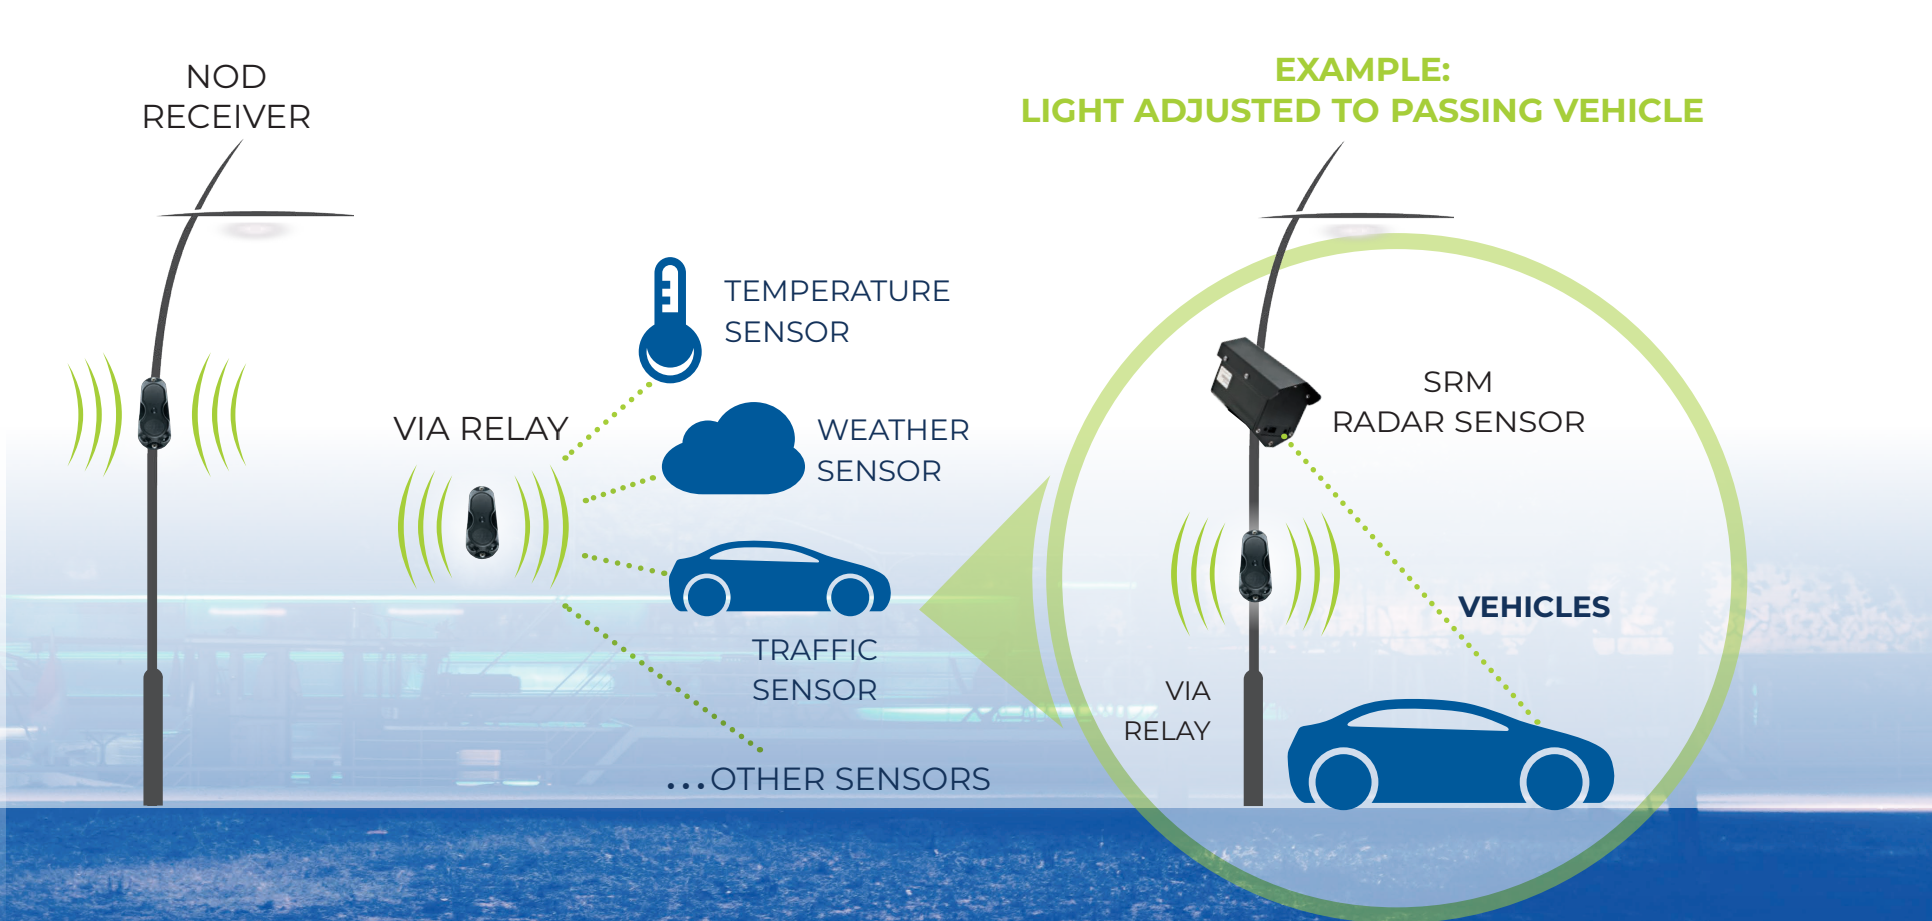 NOD
RECEIVER
EXAMPLE:
LIGHT ADJUSTED TO PASSING VEHICLE
TEMPERATURE
SENSOR
VIA RELAY
WEATHER
SENSOR
TRAFFIC
SENSOR
...OTHER SENSORS
SRM
RADAR SENSOR
VEHICLES
VIA
RELAY